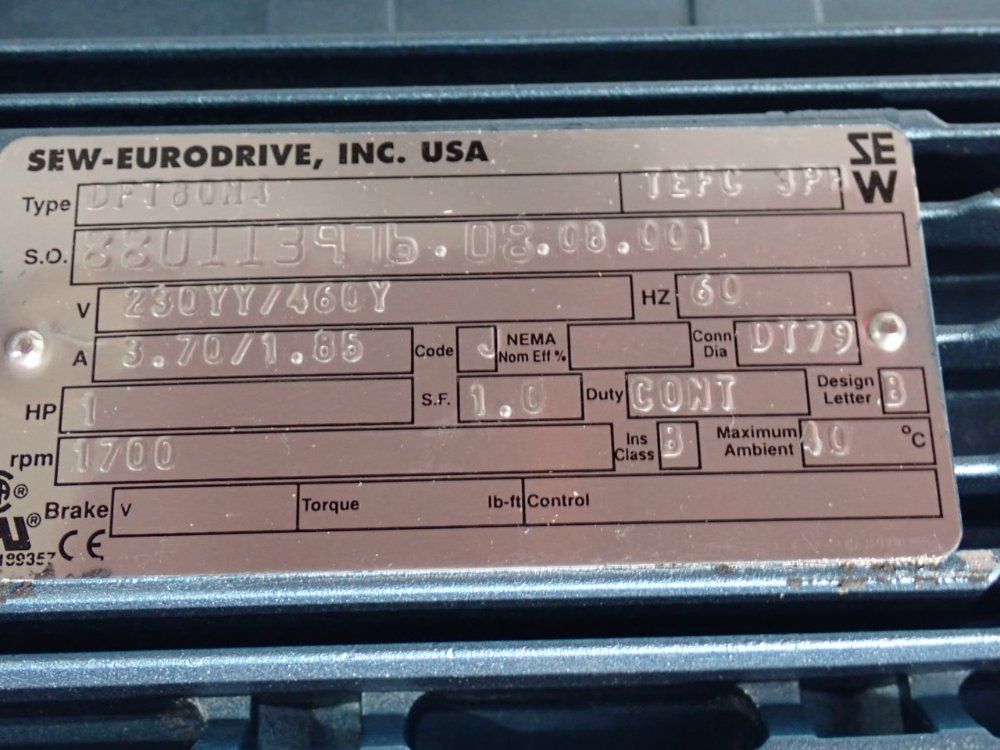 SEW-EURODRIVE, INC. USA SEW
Type DFT80N4 TEFC 3PH
S.O. 880113976.08.08.001
V 230YY/460Y HZ 60
A 3.70/1.85 Code J NEMA Nom Eff % Conn Dia DT79
HP 1 S.F. 1.0 Duty CONT Design Letter B
rpm 1700 Ins Class B Maximum Ambient 40 °C
Brake V Torque lb-ft Control
CE